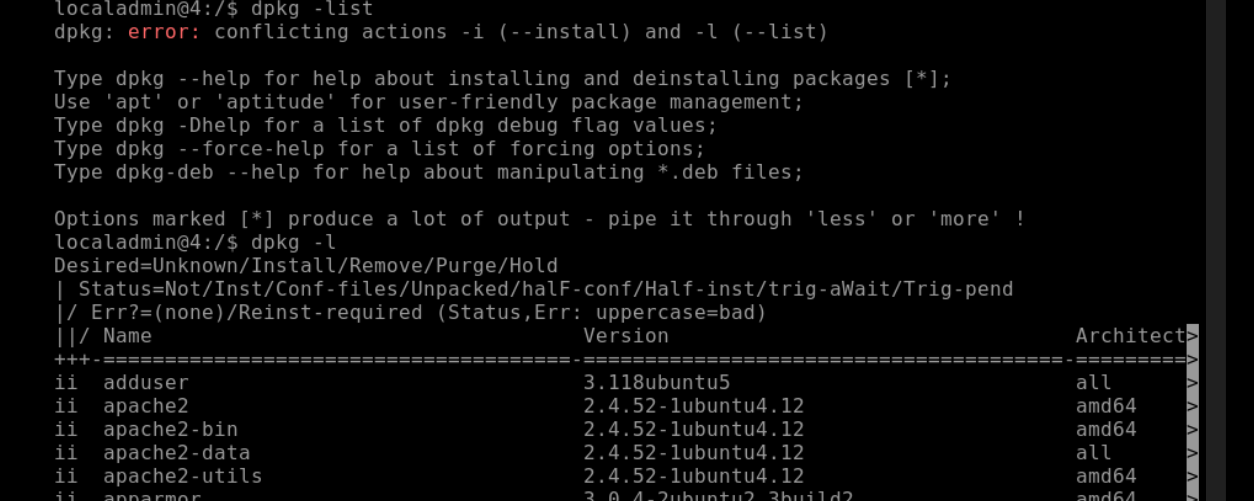 localadmin@4:/$ dpkg -list
dpkg: error: conflicting actions -i (--install) and -l (--list)

Type dpkg --help for help about installing and deinstalling packages [*];
Use 'apt' or 'aptitude' for user-friendly package management;
Type dpkg -Dhelp for a list of dpkg debug flag values;
Type dpkg --force-help for a list of forcing options;
Type dpkg-deb --help for help about manipulating *.deb files;

Options marked [*] produce a lot of output - pipe it through 'less' or 'more' !
localadmin@4:/$ dpkg -l
Desired=Unknown/Install/Remove/Purge/Hold
| Status=Not/Inst/Conf-files/Unpacked/halF-conf/Half-inst/trig-aWait/Trig-pend
|/ Err?=(none)/Reinst-required (Status,Err: uppercase=bad)
||/ Name                                   Version                                 Architect>
+++-======================================-=======================================-=========>
ii  adduser                                3.118ubuntu5                            all      >
ii  apache2                                2.4.52-1ubuntu4.12                      amd64    >
ii  apache2-bin                            2.4.52-1ubuntu4.12                      amd64    >
ii  apache2-data                           2.4.52-1ubuntu4.12                      all      >
ii  apache2-utils                          2.4.52-1ubuntu4.12                      amd64    >
ii  apparmor                               3.0.4-2ubuntu2.3build2                  amd64    >